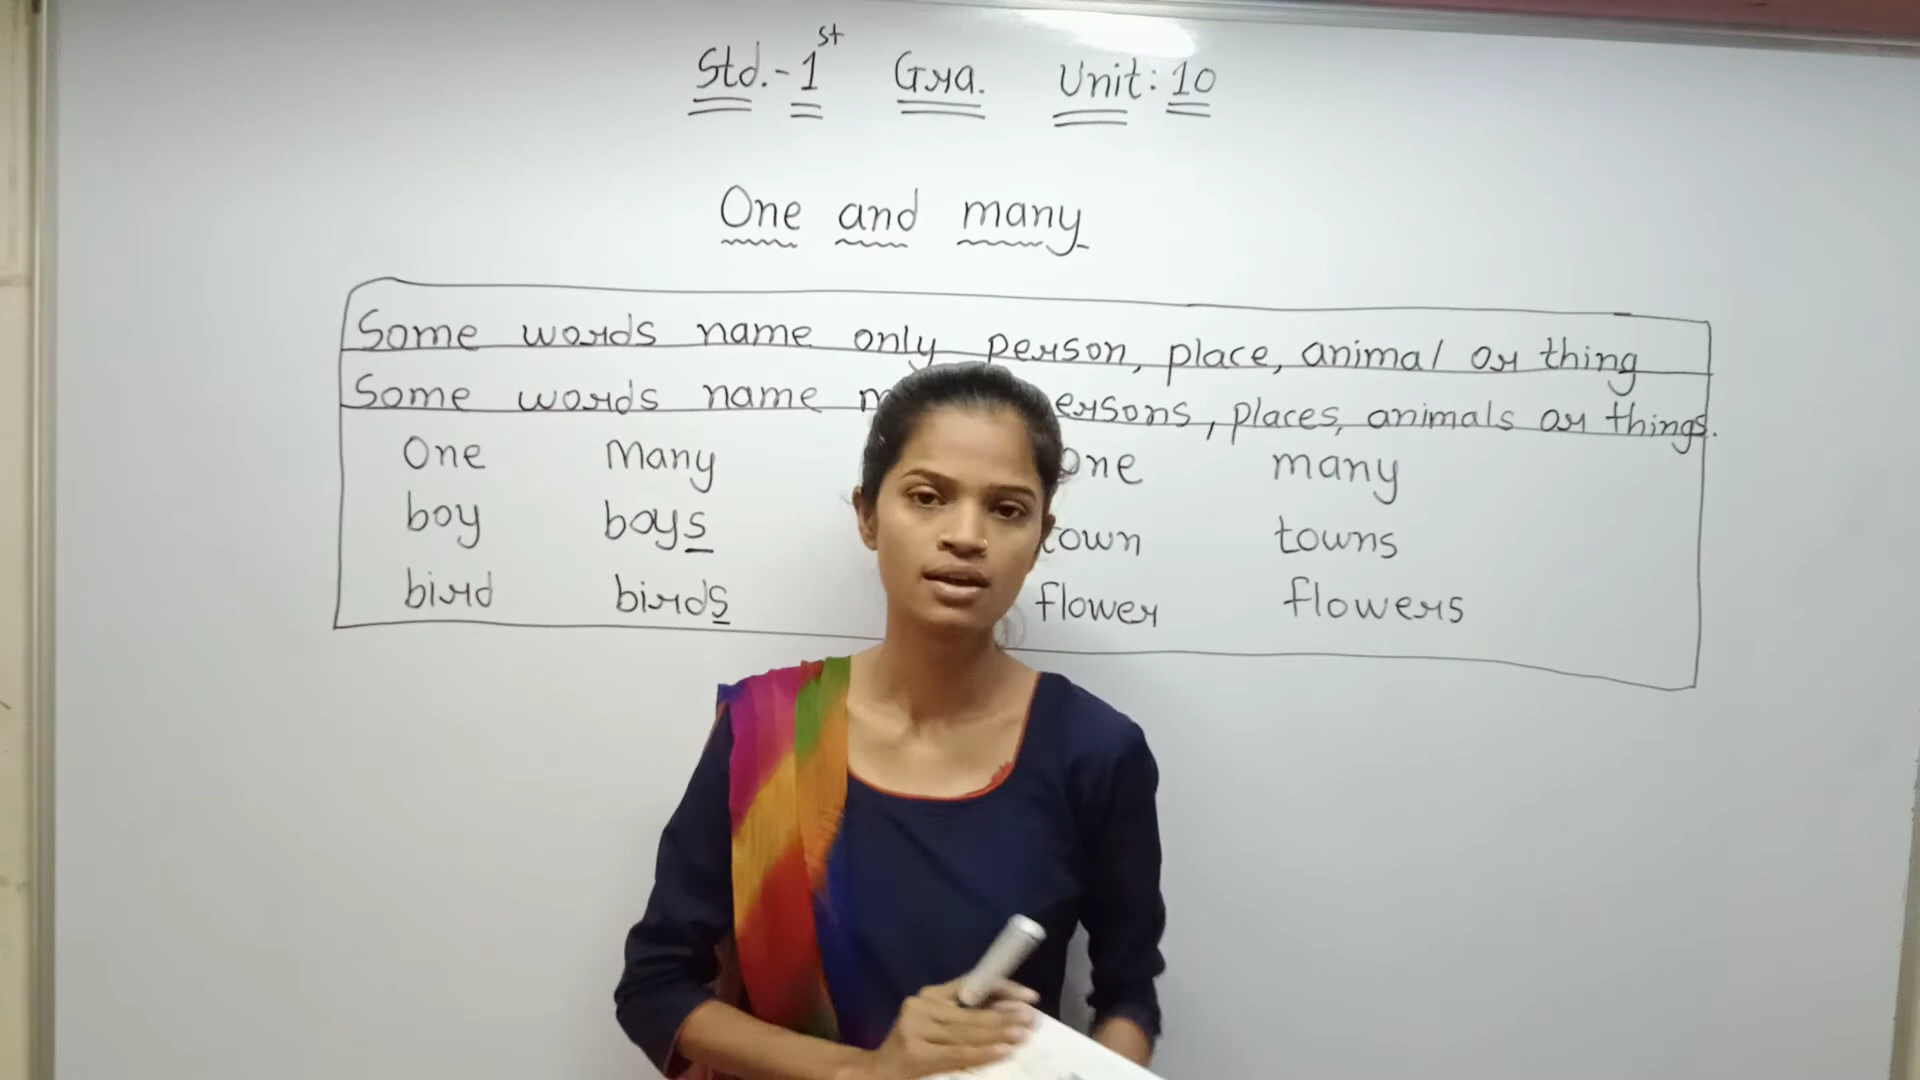 Std.-1st Gra. Unit: 10
One and many
Some words name only person, place, animal or thing
Some words name places, animals or things.
One Many one many
boy boys town towns
bird birds flower flowers